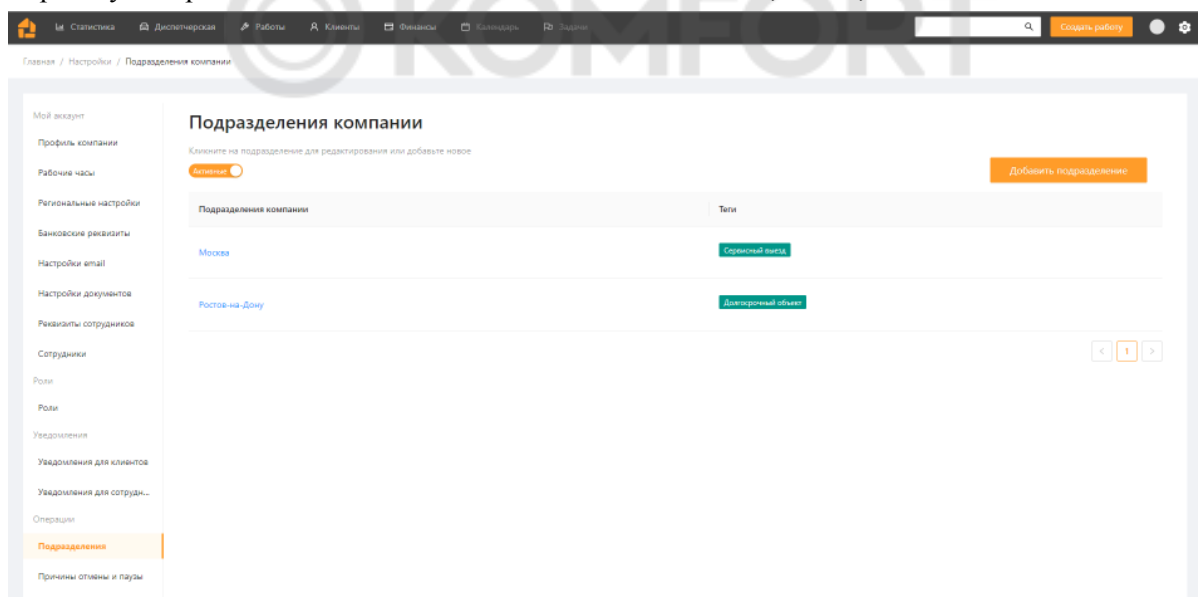 KOMFORT
Статистика Диспетчерская Работы Клиенты Финансы Календарь Задачи Создать работу
Главная / Настройки / Подразделения компании
Мой аккаунт
Профиль компании
Рабочие часы
Региональные настройки
Банковские реквизиты
Настройки email
Настройки документов
Реквизиты сотрудников
Сотрудники
Роли
Роли
Уведомления
Уведомления для клиентов
Уведомления для сотрудн...
Операции
Подразделения
Причины отмены и паузы
Подразделения компании
Кликните на подразделение для редактирования или добавьте новое
Активные
Добавить подразделение
Подразделения компании Теги
Москва Сервисный выезд
Ростов-на-Дону Долгосрочный объект
< 1 >